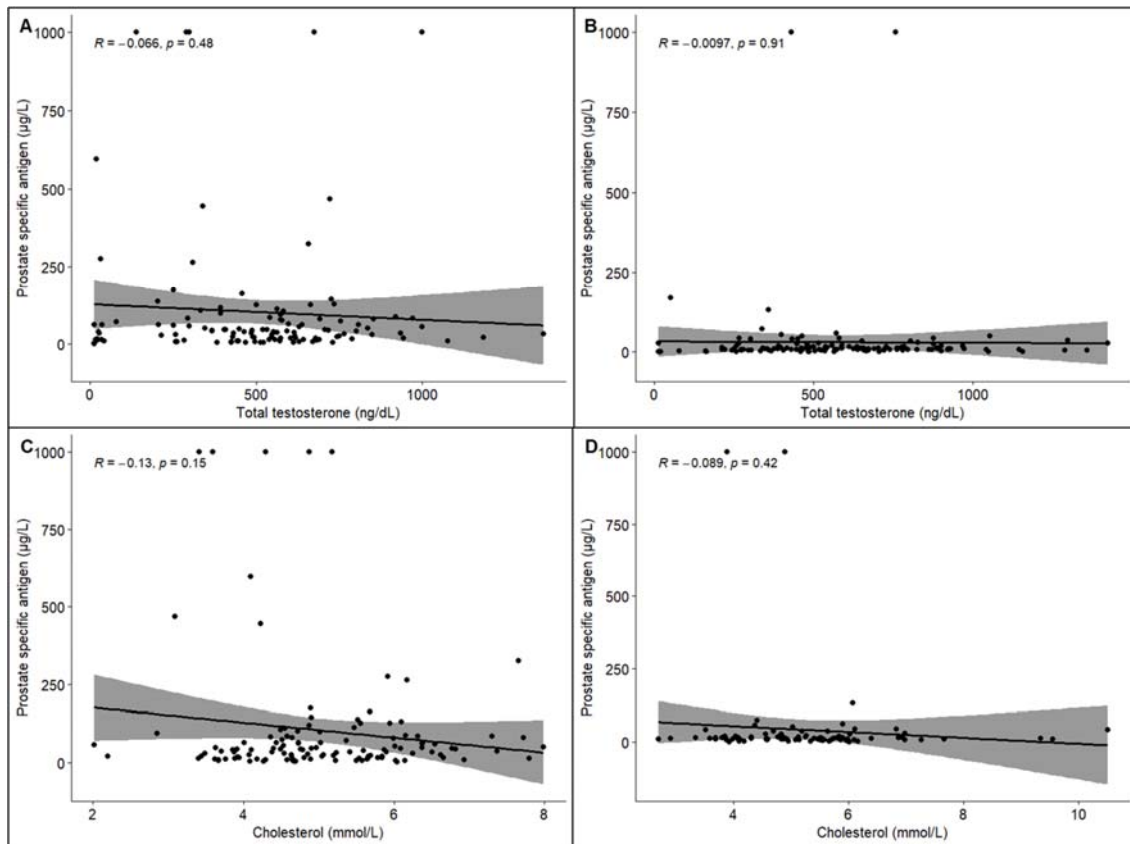 A
R = −0.066, p = 0.48
Prostate specific antigen (µg/L)
1000
750
500
250
0
0 500 1000
Total testosterone (ng/dL)
B
R = −0.0097, p = 0.91
Prostate specific antigen (µg/L)
1000
750
500
250
0
0 500 1000
Total testosterone (ng/dL)
C
R = −0.13, p = 0.15
Prostate specific antigen (µg/L)
1000
750
500
250
0
2 4 6 8
Cholesterol (mmol/L)
D
R = −0.089, p = 0.42
Prostate specific antigen (µg/L)
1000
750
500
250
0
4 6 8 10
Cholesterol (mmol/L)